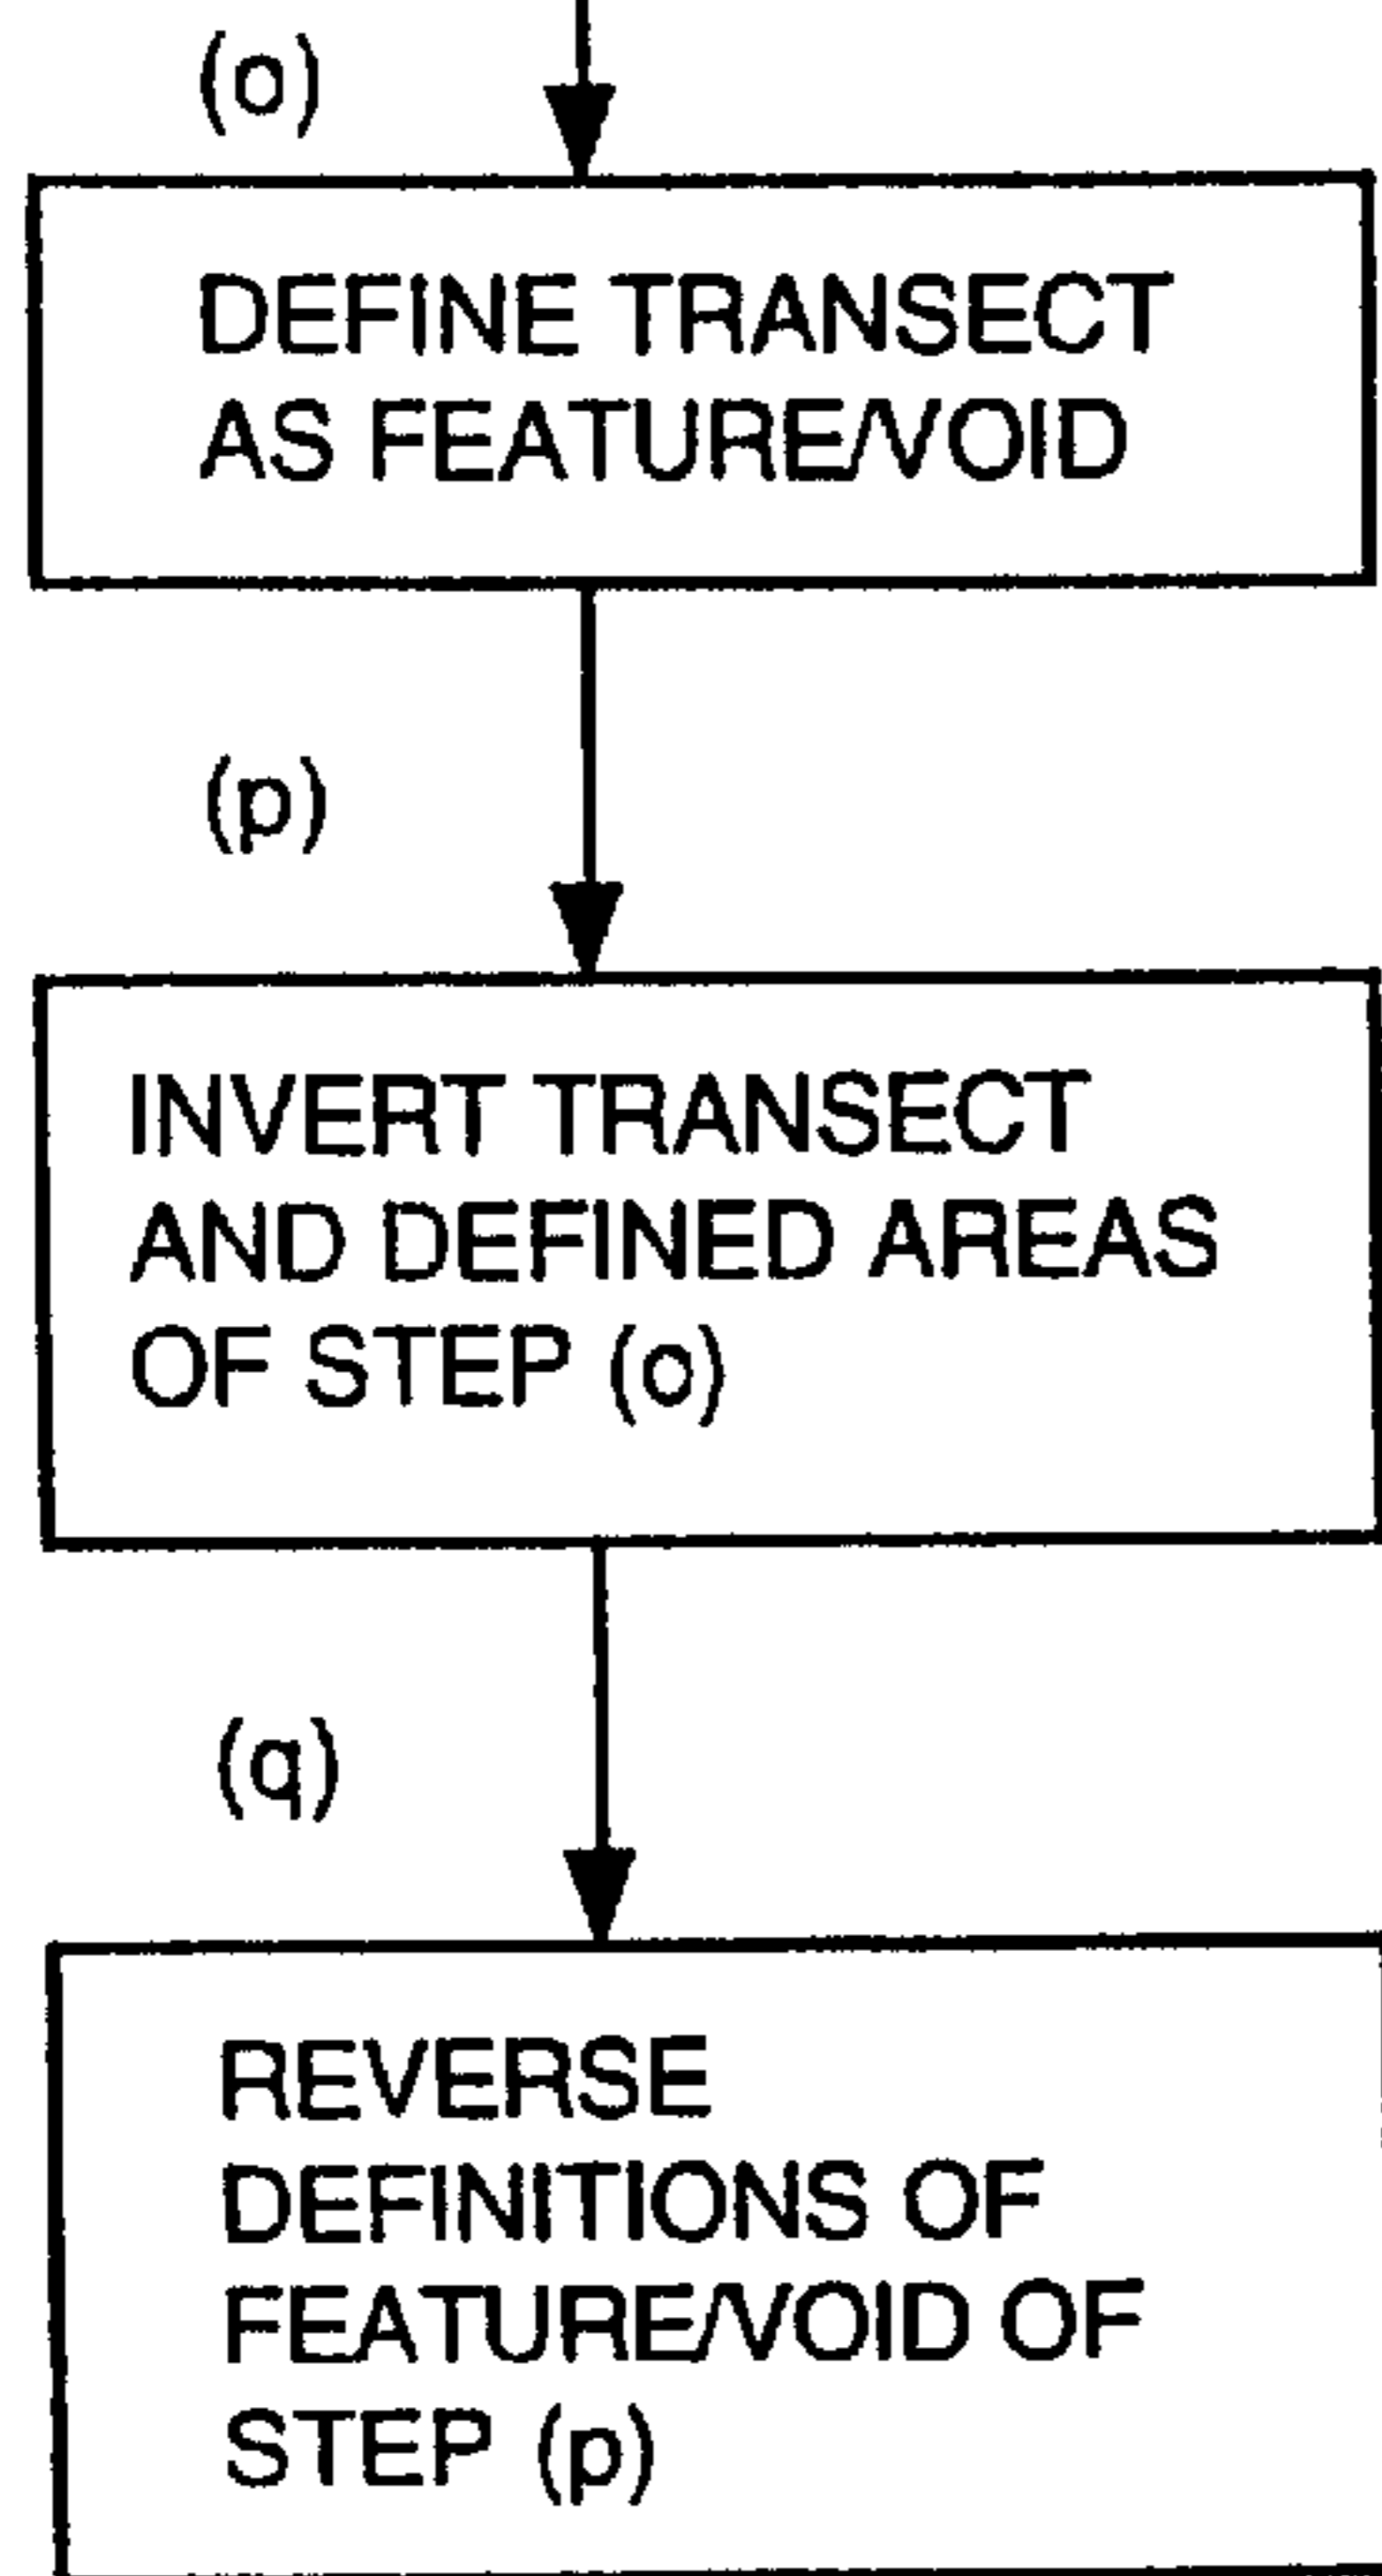 (o)
DEFINE TRANSECT
AS FEATURE/VOID
(p)
INVERT TRANSECT
AND DEFINED AREAS
OF STEP (o)
(q)
REVERSE
DEFINITIONS OF
FEATURE/VOID OF
STEP (p)